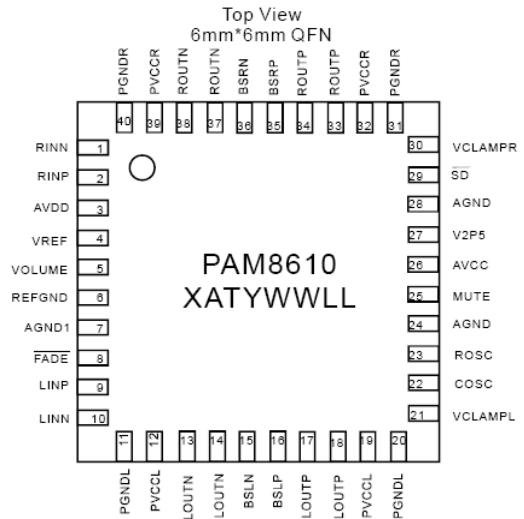 Top View
6mm*6mm QFN
PGNDR PVCCR ROUTN ROUTN BSRN BSRP ROUTP ROUTP PVCCR PGNDR
40 39 38 37 36 35 34 33 32 31
RINN 1
RINP 2
AVDD 3
VREF 4
VOLUME 5
REFGND 6
AGND1 7
FADE 8
LINP 9
LINN 10
PAM8610
XATYWWLL
30 VCLAMPR
29 SD
28 AGND
27 V2P5
26 AVCC
25 MUTE
24 AGND
23 ROSC
22 COSC
21 VCLAMPL
11 12 13 14 15 16 17 18 19 20
PGNDL PVCCL LOUTN LOUTN BSLN BSLP LOUTP LOUTP PVCCL PGNDL